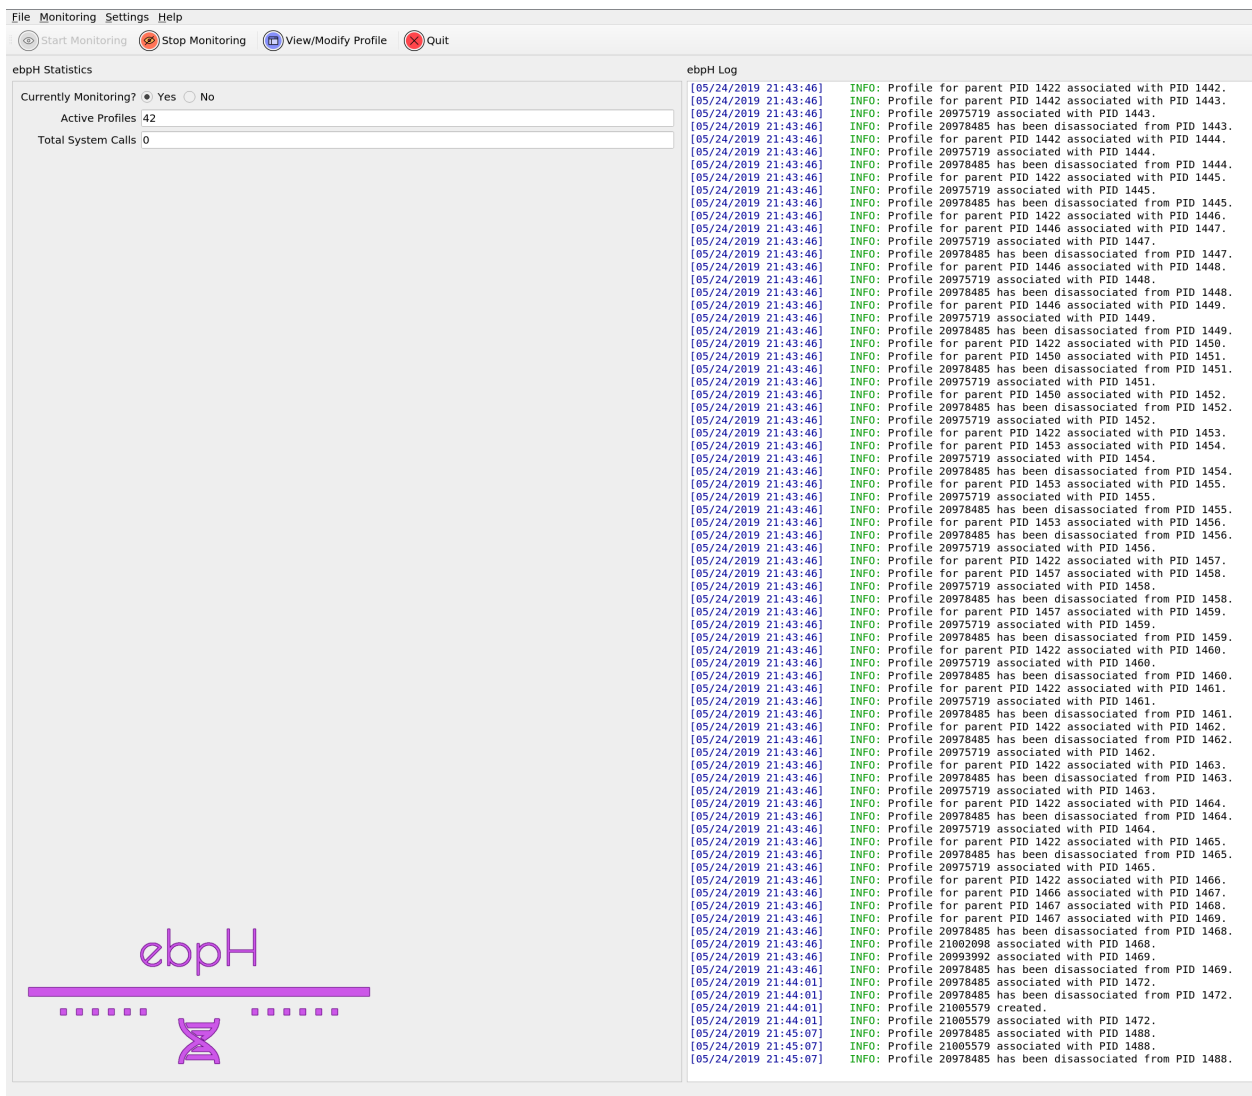 File Monitoring Settings Help
Start Monitoring Stop Monitoring View/Modify Profile Quit
ebpH Statistics
Currently Monitoring? Yes No
Active Profiles 42
Total System Calls 0
ebpH
ebpH Log
[05/24/2019 21:43:46] INFO: Profile for parent PID 1422 associated with PID 1442.
[05/24/2019 21:43:46] INFO: Profile for parent PID 1442 associated with PID 1443.
[05/24/2019 21:43:46] INFO: Profile 20975719 associated with PID 1443.
[05/24/2019 21:43:46] INFO: Profile 20978485 has been disassociated from PID 1443.
[05/24/2019 21:43:46] INFO: Profile for parent PID 1442 associated with PID 1444.
[05/24/2019 21:43:46] INFO: Profile 20975719 associated with PID 1444.
[05/24/2019 21:43:46] INFO: Profile 20978485 has been disassociated from PID 1444.
[05/24/2019 21:43:46] INFO: Profile for parent PID 1422 associated with PID 1445.
[05/24/2019 21:43:46] INFO: Profile 20975719 associated with PID 1445.
[05/24/2019 21:43:46] INFO: Profile 20978485 has been disassociated from PID 1445.
[05/24/2019 21:43:46] INFO: Profile for parent PID 1422 associated with PID 1446.
[05/24/2019 21:43:46] INFO: Profile for parent PID 1446 associated with PID 1447.
[05/24/2019 21:43:46] INFO: Profile 20975719 associated with PID 1447.
[05/24/2019 21:43:46] INFO: Profile 20978485 has been disassociated from PID 1447.
[05/24/2019 21:43:46] INFO: Profile for parent PID 1446 associated with PID 1448.
[05/24/2019 21:43:46] INFO: Profile 20975719 associated with PID 1448.
[05/24/2019 21:43:46] INFO: Profile 20978485 has been disassociated from PID 1448.
[05/24/2019 21:43:46] INFO: Profile for parent PID 1446 associated with PID 1449.
[05/24/2019 21:43:46] INFO: Profile 20975719 associated with PID 1449.
[05/24/2019 21:43:46] INFO: Profile 20978485 has been disassociated from PID 1449.
[05/24/2019 21:43:46] INFO: Profile for parent PID 1422 associated with PID 1450.
[05/24/2019 21:43:46] INFO: Profile for parent PID 1450 associated with PID 1451.
[05/24/2019 21:43:46] INFO: Profile 20978485 has been disassociated from PID 1451.
[05/24/2019 21:43:46] INFO: Profile 20975719 associated with PID 1451.
[05/24/2019 21:43:46] INFO: Profile for parent PID 1450 associated with PID 1452.
[05/24/2019 21:43:46] INFO: Profile 20978485 has been disassociated from PID 1452.
[05/24/2019 21:43:46] INFO: Profile 20975719 associated with PID 1452.
[05/24/2019 21:43:46] INFO: Profile for parent PID 1422 associated with PID 1453.
[05/24/2019 21:43:46] INFO: Profile for parent PID 1453 associated with PID 1454.
[05/24/2019 21:43:46] INFO: Profile 20975719 associated with PID 1454.
[05/24/2019 21:43:46] INFO: Profile 20978485 has been disassociated from PID 1454.
[05/24/2019 21:43:46] INFO: Profile for parent PID 1453 associated with PID 1455.
[05/24/2019 21:43:46] INFO: Profile 20975719 associated with PID 1455.
[05/24/2019 21:43:46] INFO: Profile 20978485 has been disassociated from PID 1455.
[05/24/2019 21:43:46] INFO: Profile for parent PID 1453 associated with PID 1456.
[05/24/2019 21:43:46] INFO: Profile 20978485 has been disassociated from PID 1456.
[05/24/2019 21:43:46] INFO: Profile 20975719 associated with PID 1456.
[05/24/2019 21:43:46] INFO: Profile for parent PID 1422 associated with PID 1457.
[05/24/2019 21:43:46] INFO: Profile for parent PID 1457 associated with PID 1458.
[05/24/2019 21:43:46] INFO: Profile 20975719 associated with PID 1458.
[05/24/2019 21:43:46] INFO: Profile 20978485 has been disassociated from PID 1458.
[05/24/2019 21:43:46] INFO: Profile for parent PID 1457 associated with PID 1459.
[05/24/2019 21:43:46] INFO: Profile 20975719 associated with PID 1459.
[05/24/2019 21:43:46] INFO: Profile 20978485 has been disassociated from PID 1459.
[05/24/2019 21:43:46] INFO: Profile for parent PID 1422 associated with PID 1460.
[05/24/2019 21:43:46] INFO: Profile 20975719 associated with PID 1460.
[05/24/2019 21:43:46] INFO: Profile 20978485 has been disassociated from PID 1460.
[05/24/2019 21:43:46] INFO: Profile for parent PID 1422 associated with PID 1461.
[05/24/2019 21:43:46] INFO: Profile 20975719 associated with PID 1461.
[05/24/2019 21:43:46] INFO: Profile 20978485 has been disassociated from PID 1461.
[05/24/2019 21:43:46] INFO: Profile for parent PID 1422 associated with PID 1462.
[05/24/2019 21:43:46] INFO: Profile 20978485 has been disassociated from PID 1462.
[05/24/2019 21:43:46] INFO: Profile 20975719 associated with PID 1462.
[05/24/2019 21:43:46] INFO: Profile for parent PID 1422 associated with PID 1463.
[05/24/2019 21:43:46] INFO: Profile 20978485 has been disassociated from PID 1463.
[05/24/2019 21:43:46] INFO: Profile 20975719 associated with PID 1463.
[05/24/2019 21:43:46] INFO: Profile for parent PID 1422 associated with PID 1464.
[05/24/2019 21:43:46] INFO: Profile 20978485 has been disassociated from PID 1464.
[05/24/2019 21:43:46] INFO: Profile 20975719 associated with PID 1464.
[05/24/2019 21:43:46] INFO: Profile for parent PID 1422 associated with PID 1465.
[05/24/2019 21:43:46] INFO: Profile 20978485 has been disassociated from PID 1465.
[05/24/2019 21:43:46] INFO: Profile 20975719 associated with PID 1465.
[05/24/2019 21:43:46] INFO: Profile for parent PID 1422 associated with PID 1466.
[05/24/2019 21:43:46] INFO: Profile for parent PID 1466 associated with PID 1467.
[05/24/2019 21:43:46] INFO: Profile for parent PID 1467 associated with PID 1468.
[05/24/2019 21:43:46] INFO: Profile for parent PID 1467 associated with PID 1469.
[05/24/2019 21:43:46] INFO: Profile 20978485 has been disassociated from PID 1468.
[05/24/2019 21:43:46] INFO: Profile 21002098 associated with PID 1468.
[05/24/2019 21:43:46] INFO: Profile 20993992 associated with PID 1469.
[05/24/2019 21:43:46] INFO: Profile 20978485 has been disassociated from PID 1469.
[05/24/2019 21:44:01] INFO: Profile 20978485 associated with PID 1472.
[05/24/2019 21:44:01] INFO: Profile 20978485 has been disassociated from PID 1472.
[05/24/2019 21:44:01] INFO: Profile 21005579 created.
[05/24/2019 21:44:01] INFO: Profile 21005579 associated with PID 1472.
[05/24/2019 21:45:07] INFO: Profile 20978485 associated with PID 1488.
[05/24/2019 21:45:07] INFO: Profile 21005579 associated with PID 1488.
[05/24/2019 21:45:07] INFO: Profile 20978485 has been disassociated from PID 1488.